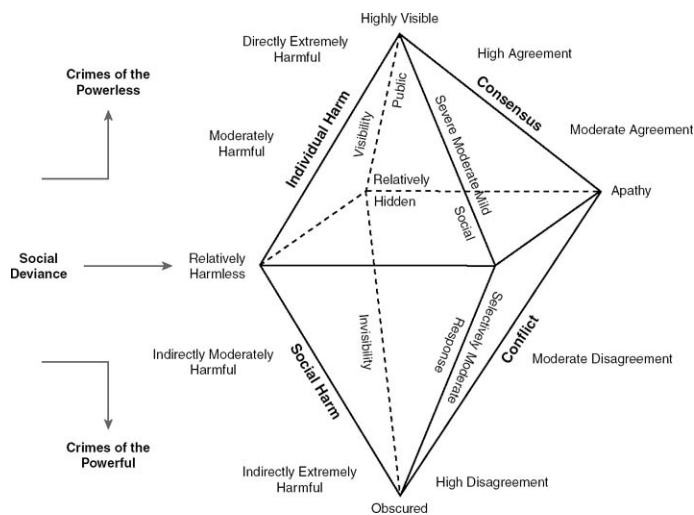 Highly Visible
Directly Extremely
Harmful
High Agreement
Crimes of the
Powerless
Public
Consensus
Severe Moderate Mild
Individual Harm
Visibility
Moderately
Harmful
Moderate Agreement
Relatively
Hidden
Apathy
Social
Social
Deviance
Relatively
Harmless
Selectively Moderate
Response
Invisibility
Conflict
Indirectly Moderately
Harmful
Social Harm
Moderate Disagreement
Crimes of the
Powerful
Indirectly Extremely
Harmful
High Disagreement
Obscured